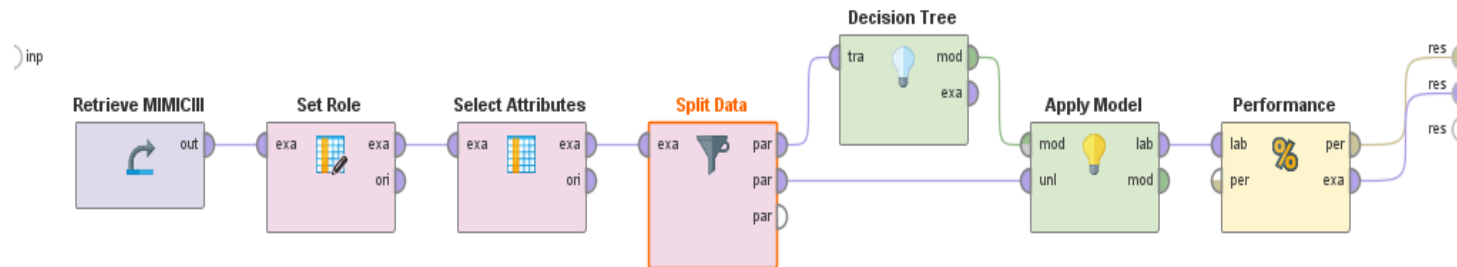 Decision Tree
tra
mod
exa
inp
res
res
res
Retrieve MIMICIII
out
Set Role
exa
exa
ori
Select Attributes
exa
exa
ori
Split Data
exa
par
par
par
Apply Model
mod
lab
unl
mod
Performance
%
lab
per
per
exa